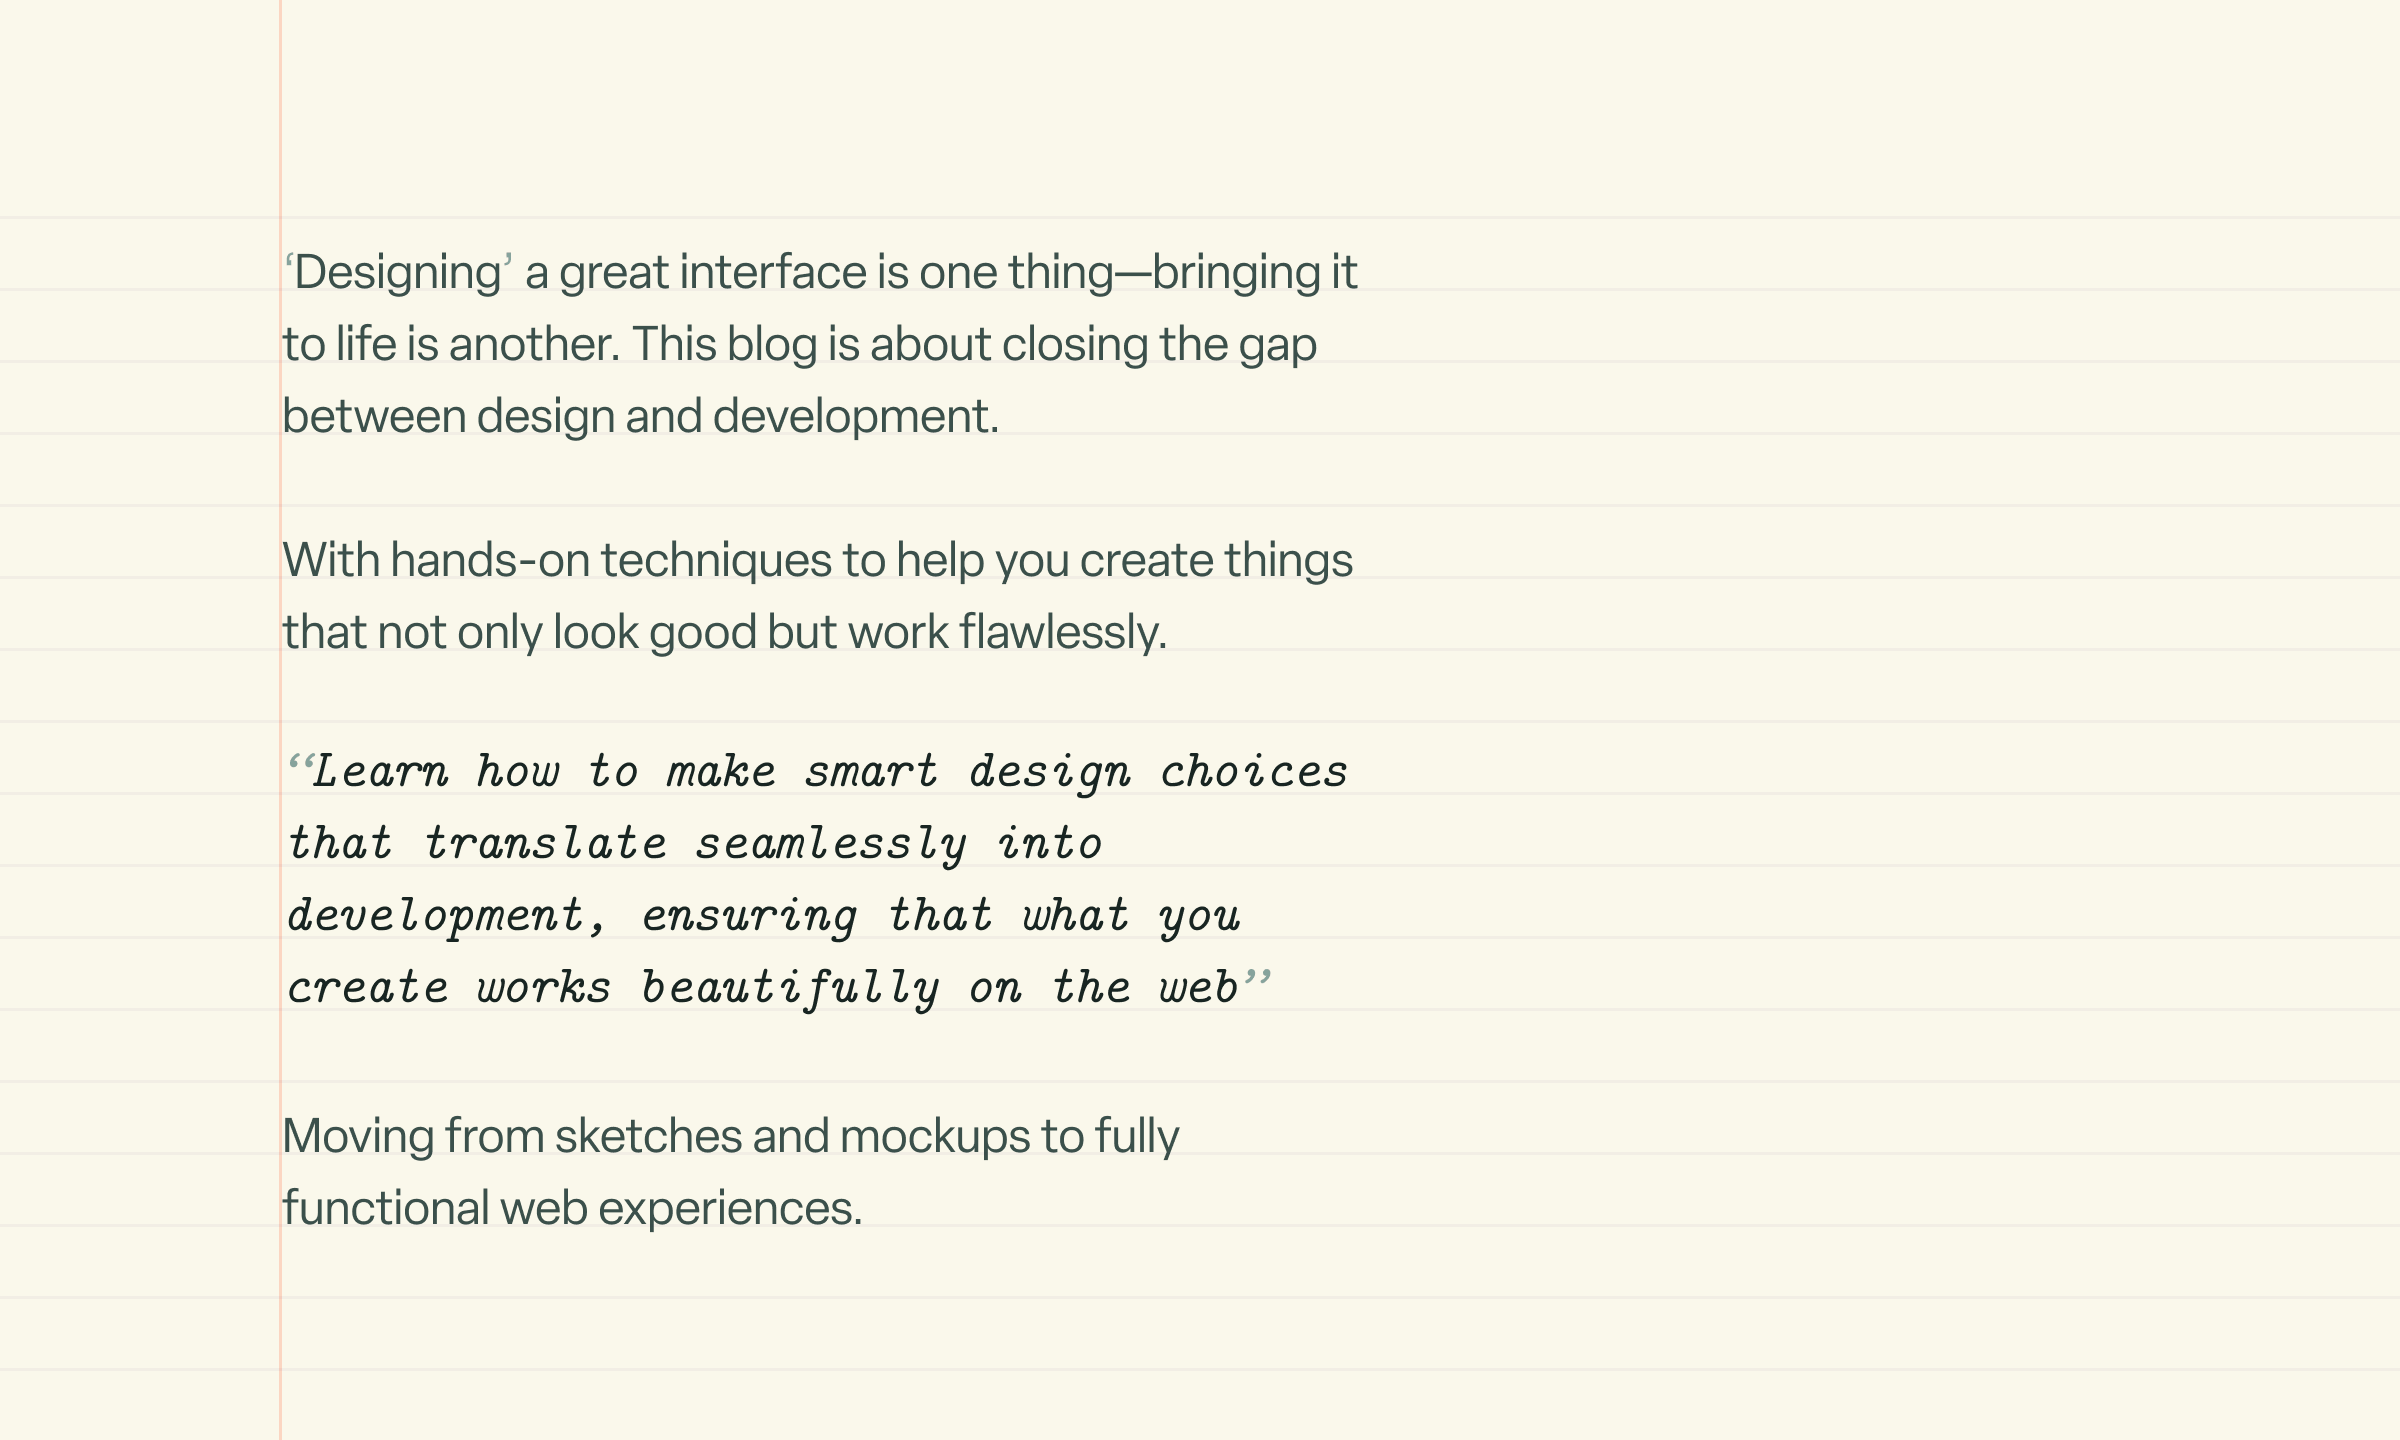 ‘Designing’ a great interface is one thing—bringing it
to life is another. This blog is about closing the gap
between design and development.
With hands-on techniques to help you create things
that not only look good but work flawlessly.
“Learn how to make smart design choices
that translate seamlessly into
development, ensuring that what you
create works beautifully on the web”
Moving from sketches and mockups to fully
functional web experiences.